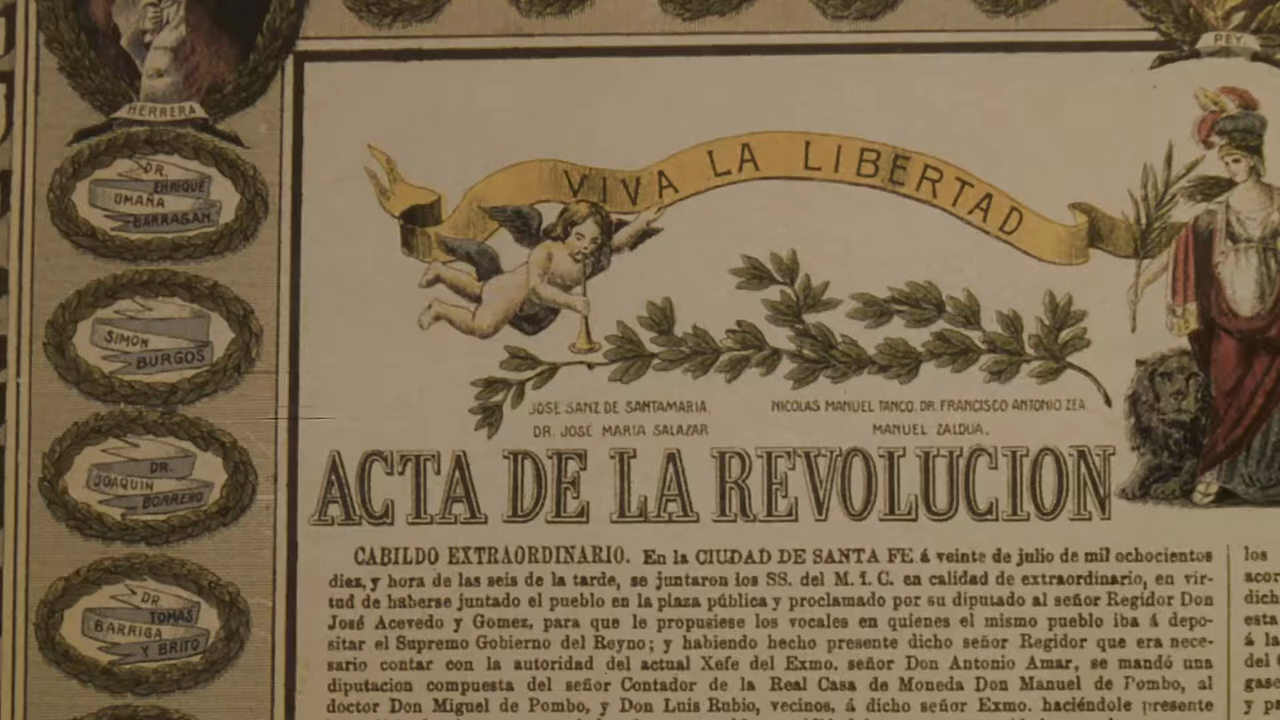 HERRERA
PEY.
DR.
ENRIQUE
UMAÑA
BARRAGAN.
SIMON
BURGOS
DR.
JOAQUIN
BORRERO
DR.
TOMAS
BARRIGA
Y BRITO
VIVA LA LIBERTAD
JOSE SANZ DE SANTAMARIA. NICOLAS MANUEL TANCO. DR. FRANCISCO ANTONIO ZEA
DR. JOSÉ MARIA SALAZAR MANUEL ZALDUA.
ACTA DE LA REVOLUCION
CABILDO EXTRAORDINARIO. En la CIUDAD DE SANTA FE á veinte de julio de mil ochocientos
diez, y hora de las seis de la tarde, se juntaron los SS. del M. I. C. en calidad de extraordinario, en vir-
tud de haberse juntado el pueblo en la plaza pública y proclamado por su diputado al señor Regidor Don
José Acevedo y Gomez, para que le propusiese los vocales en quienes el mismo pueblo iba á depo-
sitar el Supremo Gobierno del Reyno; y habiendo hecho presente dicho señor Regidor que era nece-
sario contar con la autoridad del actual Xefe del Exmo. señor Don Antonio Amar, se mandó una
diputacion compuesta del señor Contador de la Real Casa de Moneda Don Manuel de Pombo, al
doctor Don Miguel de Pombo, y Don Luis Rubio, vecinos, á dicho señor Exmo. haciéndole presente
los
acor
dich
esta
á la
del
gase
y p